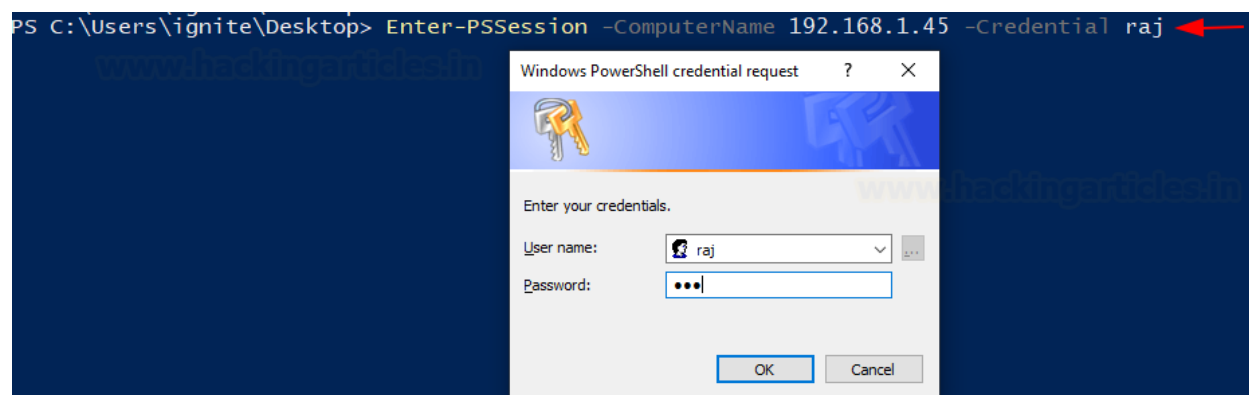 PS C:\Users\ignite\Desktop> Enter-PSSession -ComputerName 192.168.1.45 -Credential raj
www.hackingarticles.in
Windows PowerShell credential request ? X
www.hackingarticles.in
Enter your credentials.
User name: raj ...
Password: •••
OK Cancel